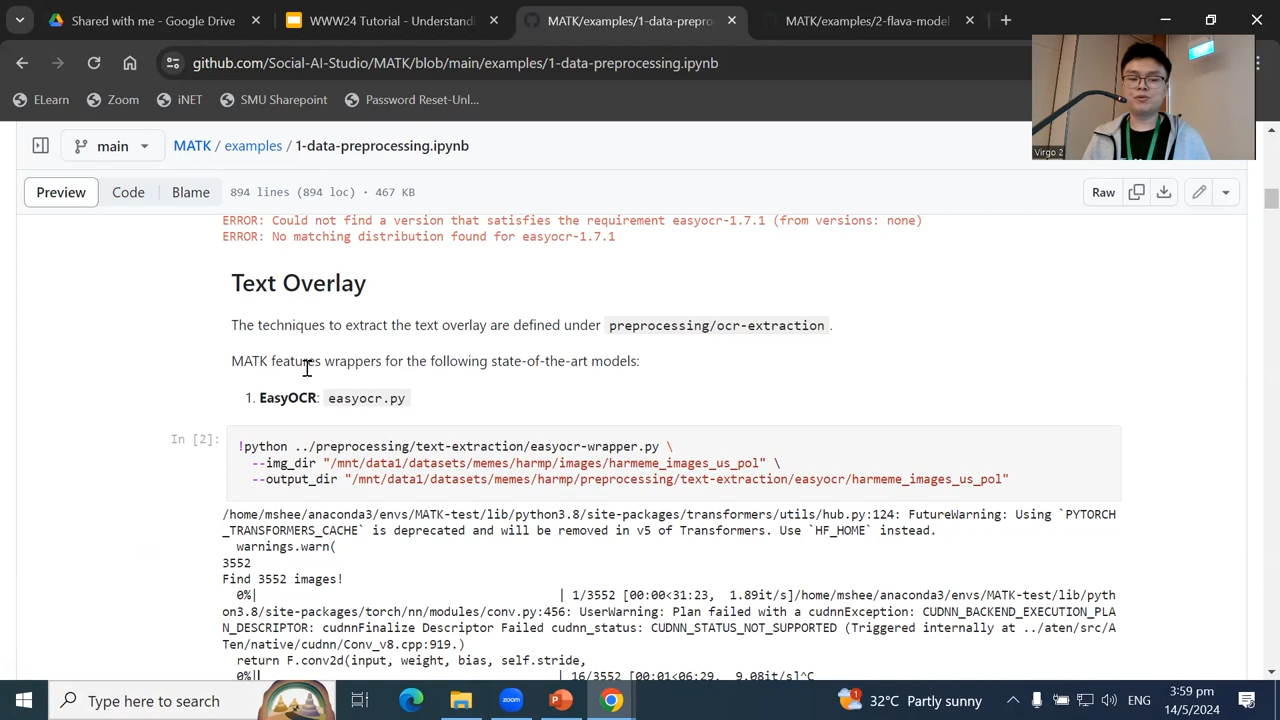 Shared with me - Google Drive
WWW24 Tutorial - Understandi
MATK/examples/1-data-prepro
MATK/examples/2-flava-model
github.com/Social-AI-Studio/MATK/blob/main/examples/1-data-preprocessing.ipynb
ELearn
Zoom
iNET
SMU Sharepoint
Password Reset-Unl...
Virgo 2
main
MATK / examples / 1-data-preprocessing.ipynb
Preview
Code
Blame
894 lines (894 loc) · 467 KB
Raw
ERROR: Could not find a version that satisfies the requirement easyocr-1.7.1 (from versions: none)
ERROR: No matching distribution found for easyocr-1.7.1
Text Overlay
The techniques to extract the text overlay are defined under preprocessing/ocr-extraction.
MATK features wrappers for the following state-of-the-art models:
1. EasyOCR: easyocr.py
In [2]:
!python ../preprocessing/text-extraction/easyocr-wrapper.py \
--img_dir "/mnt/data1/datasets/memes/harmp/images/harmeme_images_us_pol" \
--output_dir "/mnt/data1/datasets/memes/harmp/preprocessing/text-extraction/easyocr/harmeme_images_us_pol"
/home/mshee/anaconda3/envs/MATK-test/lib/python3.8/site-packages/transformers/utils/hub.py:124: FutureWarning: Using `PYTORCH
_TRANSFORMERS_CACHE` is deprecated and will be removed in v5 of Transformers. Use `HF_HOME` instead.
warnings.warn(
3552
Find 3552 images!
0%| | 1/3552 [00:00<31:23, 1.89it/s]/home/mshee/anaconda3/envs/MATK-test/lib/pyth
on3.8/site-packages/torch/nn/modules/conv.py:456: UserWarning: Plan failed with a cudnnException: CUDNN_BACKEND_EXECUTION_PLA
N_DESCRIPTOR: cudnnFinalize Descriptor Failed cudnn_status: CUDNN_STATUS_NOT_SUPPORTED (Triggered internally at ../aten/src/A
Ten/native/cudnn/Conv_v8.cpp:919.)
return F.conv2d(input, weight, bias, self.stride,
0%| | 16/3552 [00:01<06:29, 9.08it/s]^C
Type here to search
zoom
1
32°C Partly sunny
ENG
3:59 pm
14/5/2024